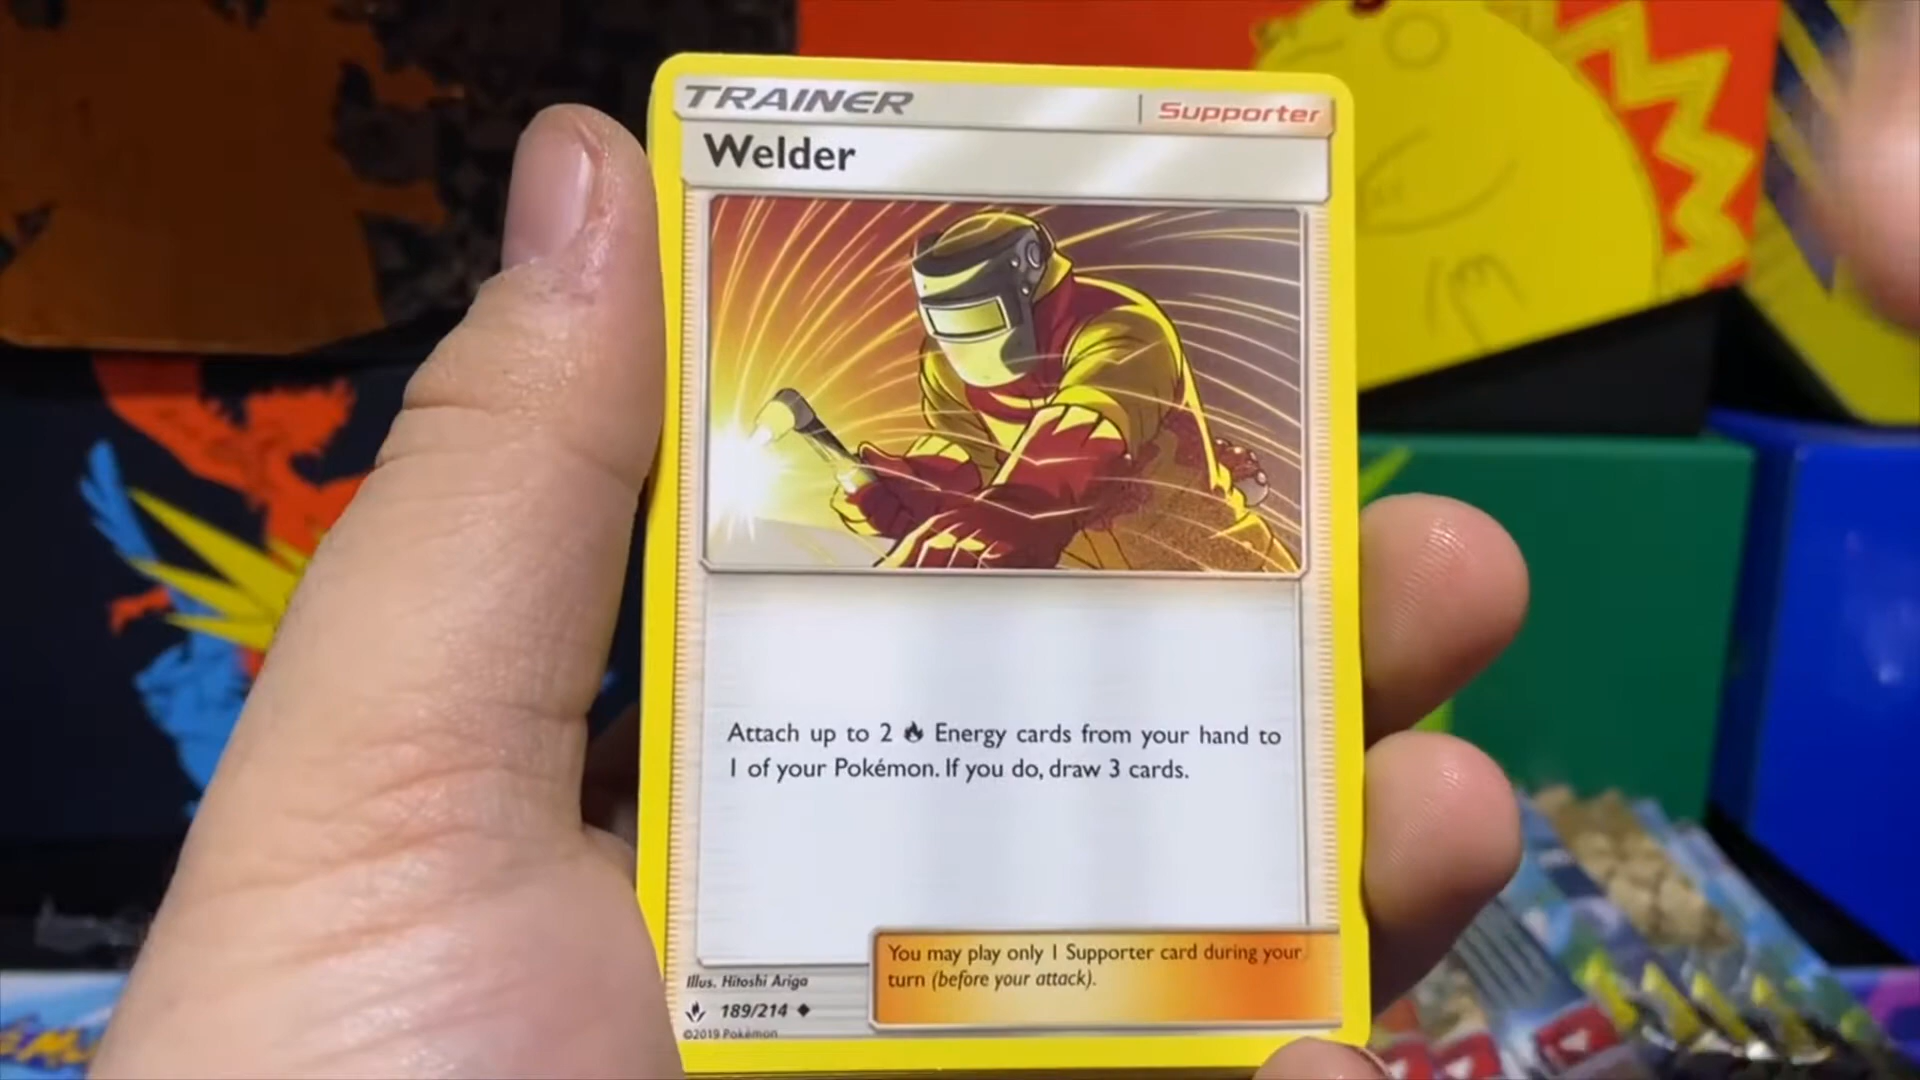 TRAINER
Supporter
Welder
Attach up to 2 Energy cards from your hand to
1 of your Pokémon. If you do, draw 3 cards.
You may play only 1 Supporter card during your
turn (before your attack).
Illus. Hitoshi Ariga
189/214
©2019 Pokémon